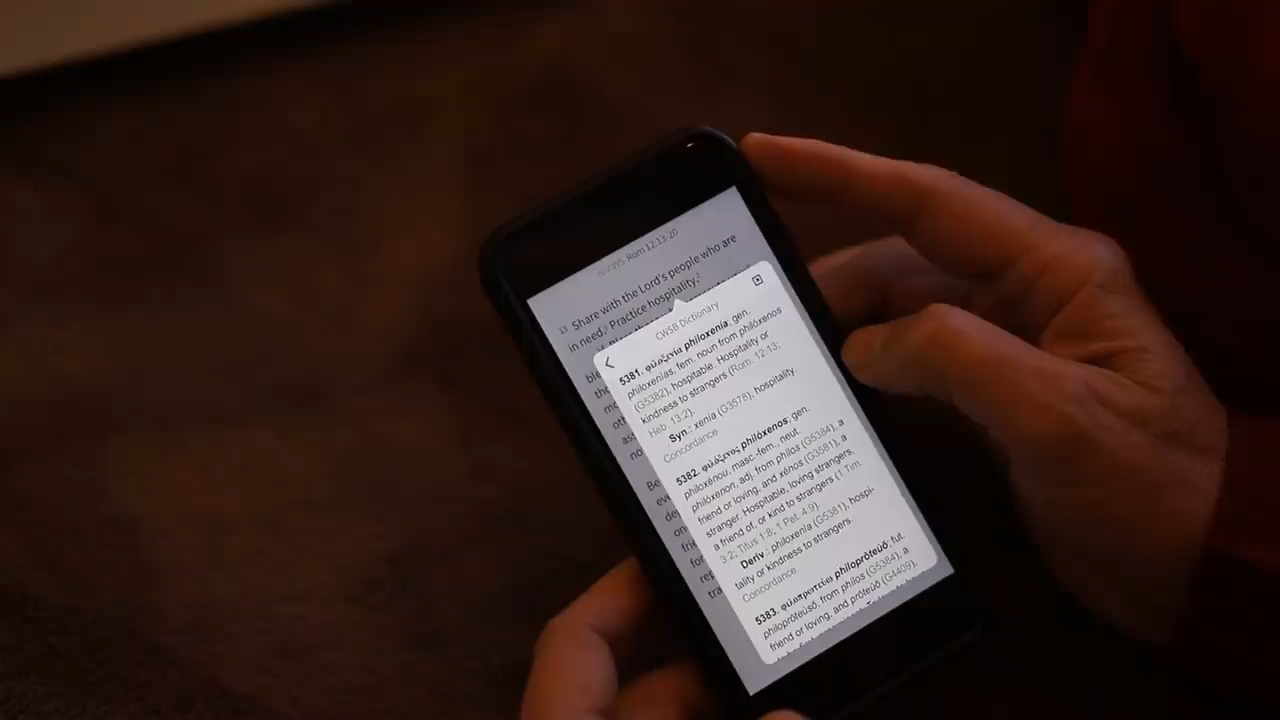 Rom 12:13-20
13 Share with the Lord's people who are
in need. Practice hospitality.
CWSB Dictionary
5381. φιλοξενία philoxenía; gen.
philoxenías, fem. noun from philóxenos
(G5382), hospitable. Hospitality or
kindness to strangers (Rom. 12:13;
Heb. 13:2).
Syn.: xenía (G3578), hospitality.
Concordance
5382. φιλόξενος philóxenos; gen.
philoxénou, masc.-fem., neut.
philóxenon, adj. from phílos (G5384), a
friend or loving, and xénos (G3581), a
stranger. Hospitable, loving strangers,
a friend of, or kind to strangers (1 Tim.
3:2; Titus 1:8; 1 Pet. 4:9).
Deriv.: philoxenía (G5381), hospi-
tality or kindness to strangers.
Concordance
5383. φιλοπρωτεύω philoprōteúō; fut.
philoprōteúsō, from phílos (G5384), a
friend or loving, and prōteúō (G4409),